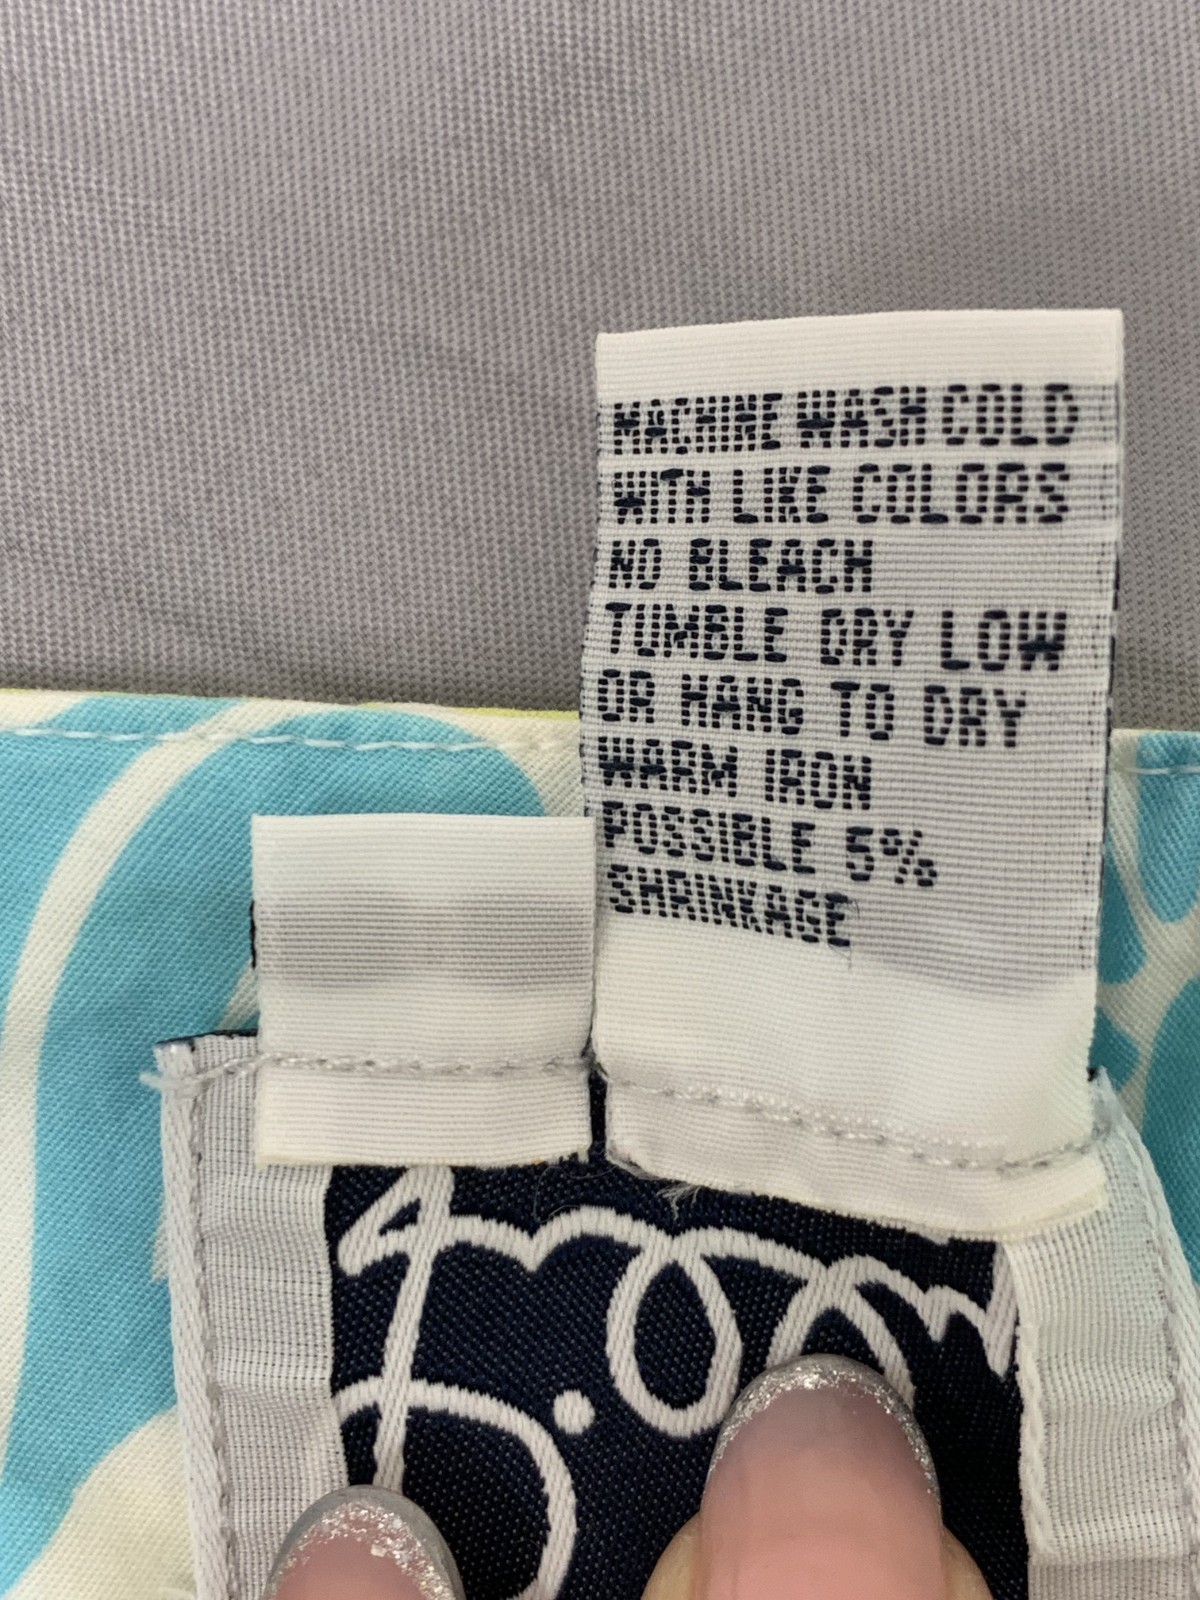 MACHINE WASH COLD
WITH LIKE COLORS
NO BLEACH
TUMBLE DRY LOW
OR HANG TO DRY
WARM IRON
POSSIBLE 5%
SHRINKAGE